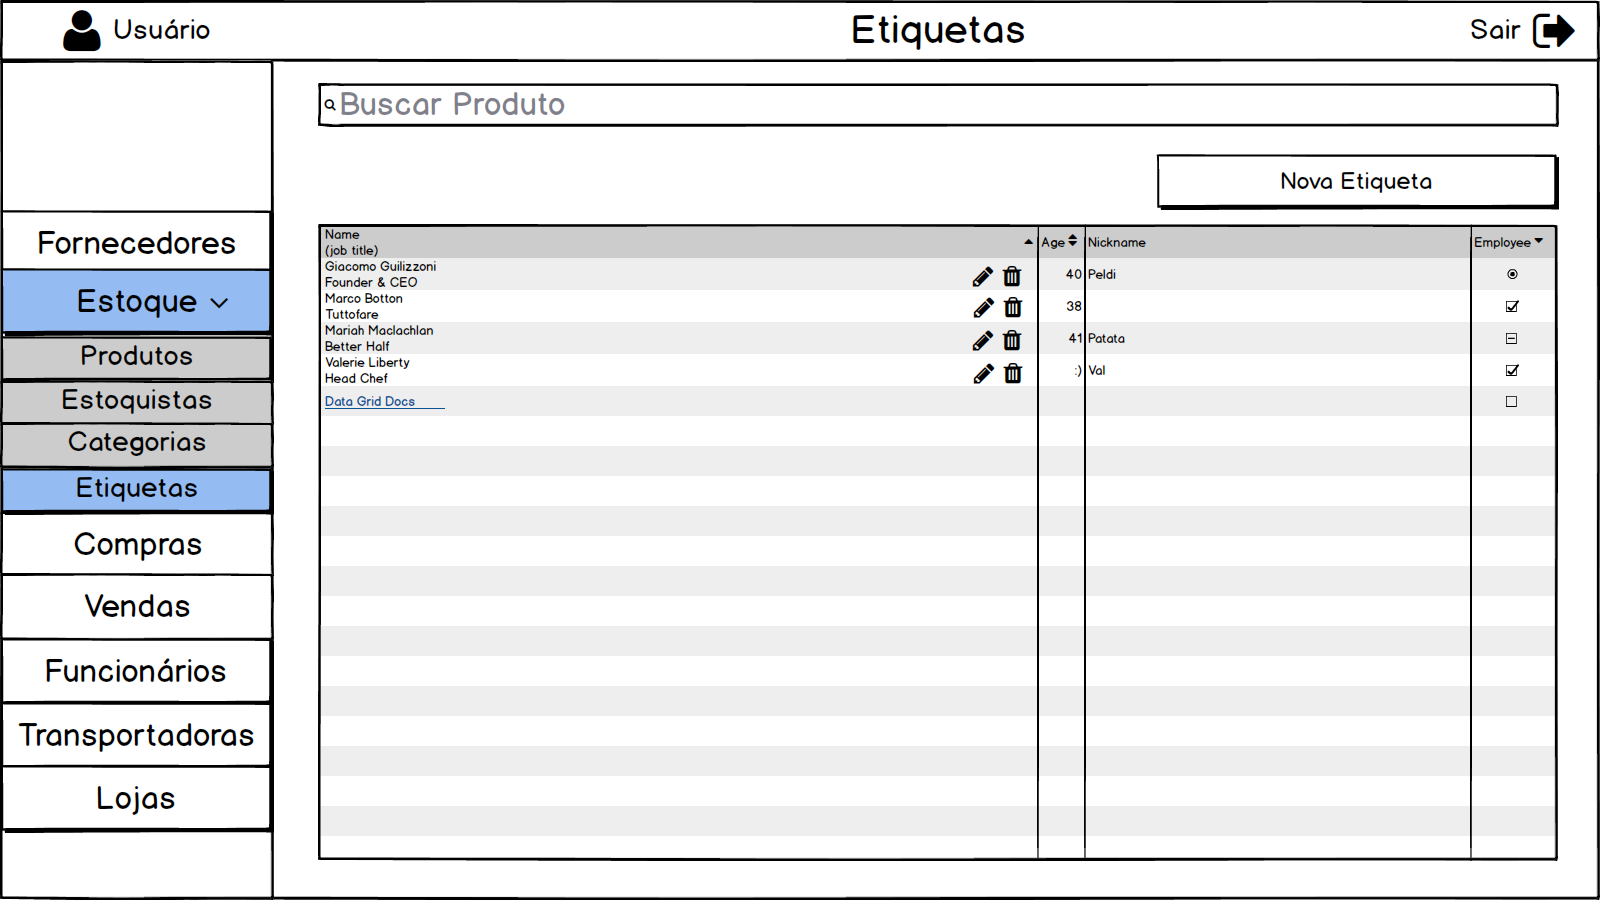 Usuário
Etiquetas
Sair
Buscar Produto
Nova Etiqueta
Fornecedores
Estoque
Produtos
Estoquistas
Categorias
Etiquetas
Compras
Vendas
Funcionários
Transportadoras
Lojas
Name
(job title)
Age
Nickname
Employee
Giacomo Guilizzoni
Founder & CEO
40
Peldi
Marco Botton
Tuttofare
38
Mariah Maclachlan
Better Half
41
Patata
Valerie Liberty
Head Chef
:)
Val
Data Grid Docs